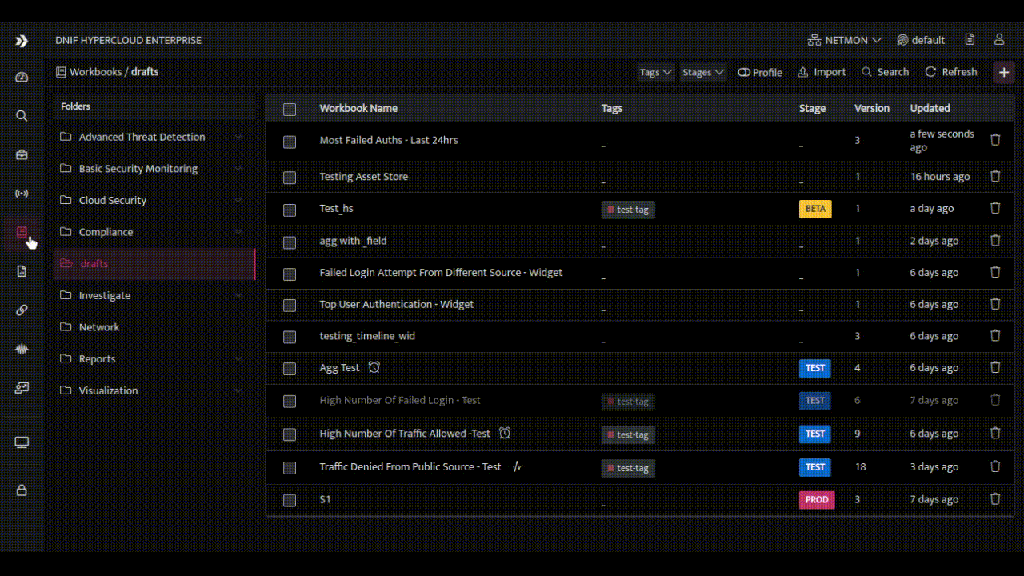 DNIF HYPERCLOUD ENTERPRISE NETMON default
Workbooks / drafts Tags Stages Profile Import Search Refresh
Folders
Advanced Threat Detection
Basic Security Monitoring
Cloud Security
Compliance
drafts
Investigate
Network
Reports
Visualization
Workbook Name Tags Stage Version Updated
Most Failed Auths - Last 24hrs _ _ 3 a few seconds
ago
Testing Asset Store _ _ 1 16 hours ago
Test_hs test-tag BETA 1 a day ago
agg with _field _ _ 1 2 days ago
Failed Login Attempt From Different Source - Widget _ _ 1 6 days ago
Top User Authentication - Widget _ _ 1 6 days ago
testing_timeline_wid _ _ 3 6 days ago
Agg Test _ TEST 4 6 days ago
High Number Of Failed Login - Test test-tag TEST 6 7 days ago
High Number Of Traffic Allowed -Test test-tag TEST 9 6 days ago
Traffic Denied From Public Source - Test test-tag TEST 18 3 days ago
S1 _ PROD 3 7 days ago